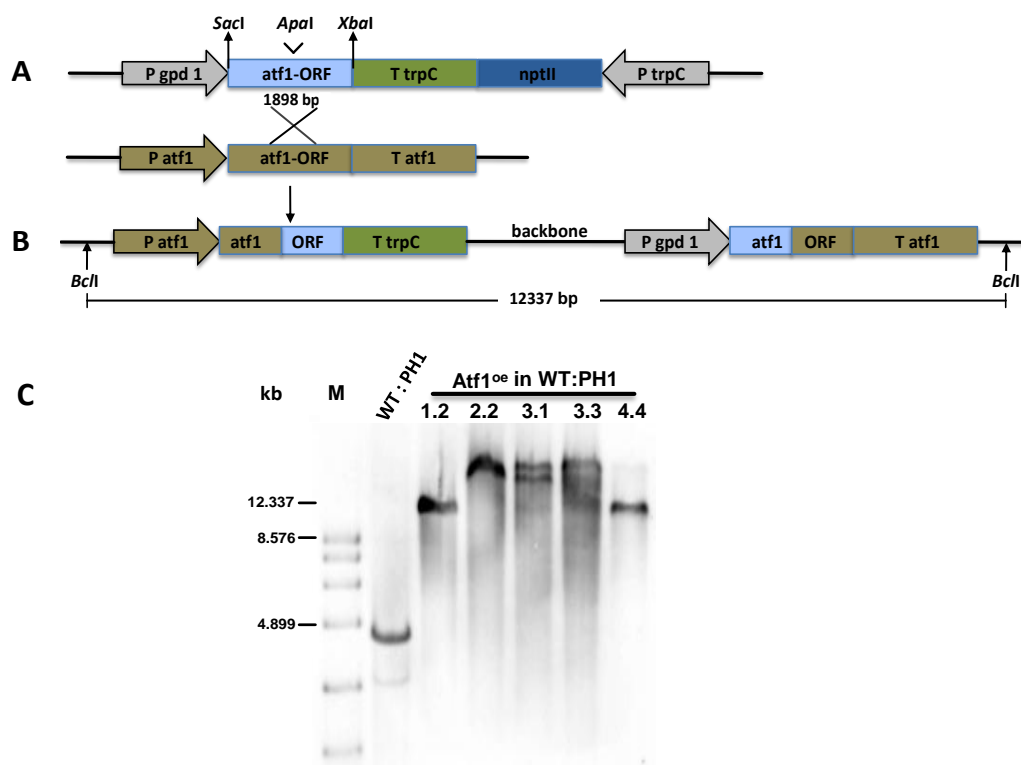 SacI ApaI XbaI
A
P gpd 1 atf1-ORF T trpC nptII P trpC
1898 bp
P atf1 atf1-ORF T atf1
B
P atf1 atf1 ORF T trpC backbone P gpd 1 atf1 ORF T atf1
BclI BclI
12337 bp
C
kb M WT : PH1 Atf1oe in WT:PH1
1.2 2.2 3.1 3.3 4.4
12.337
8.576
4.899